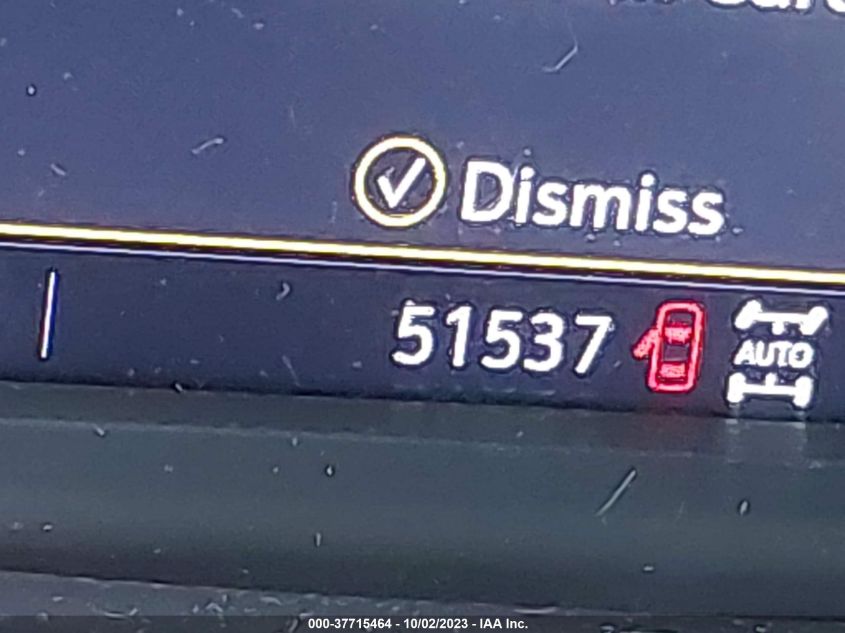 Dismiss
51537
AUTO
000-37715464 - 10/02/2023 - IAA Inc.